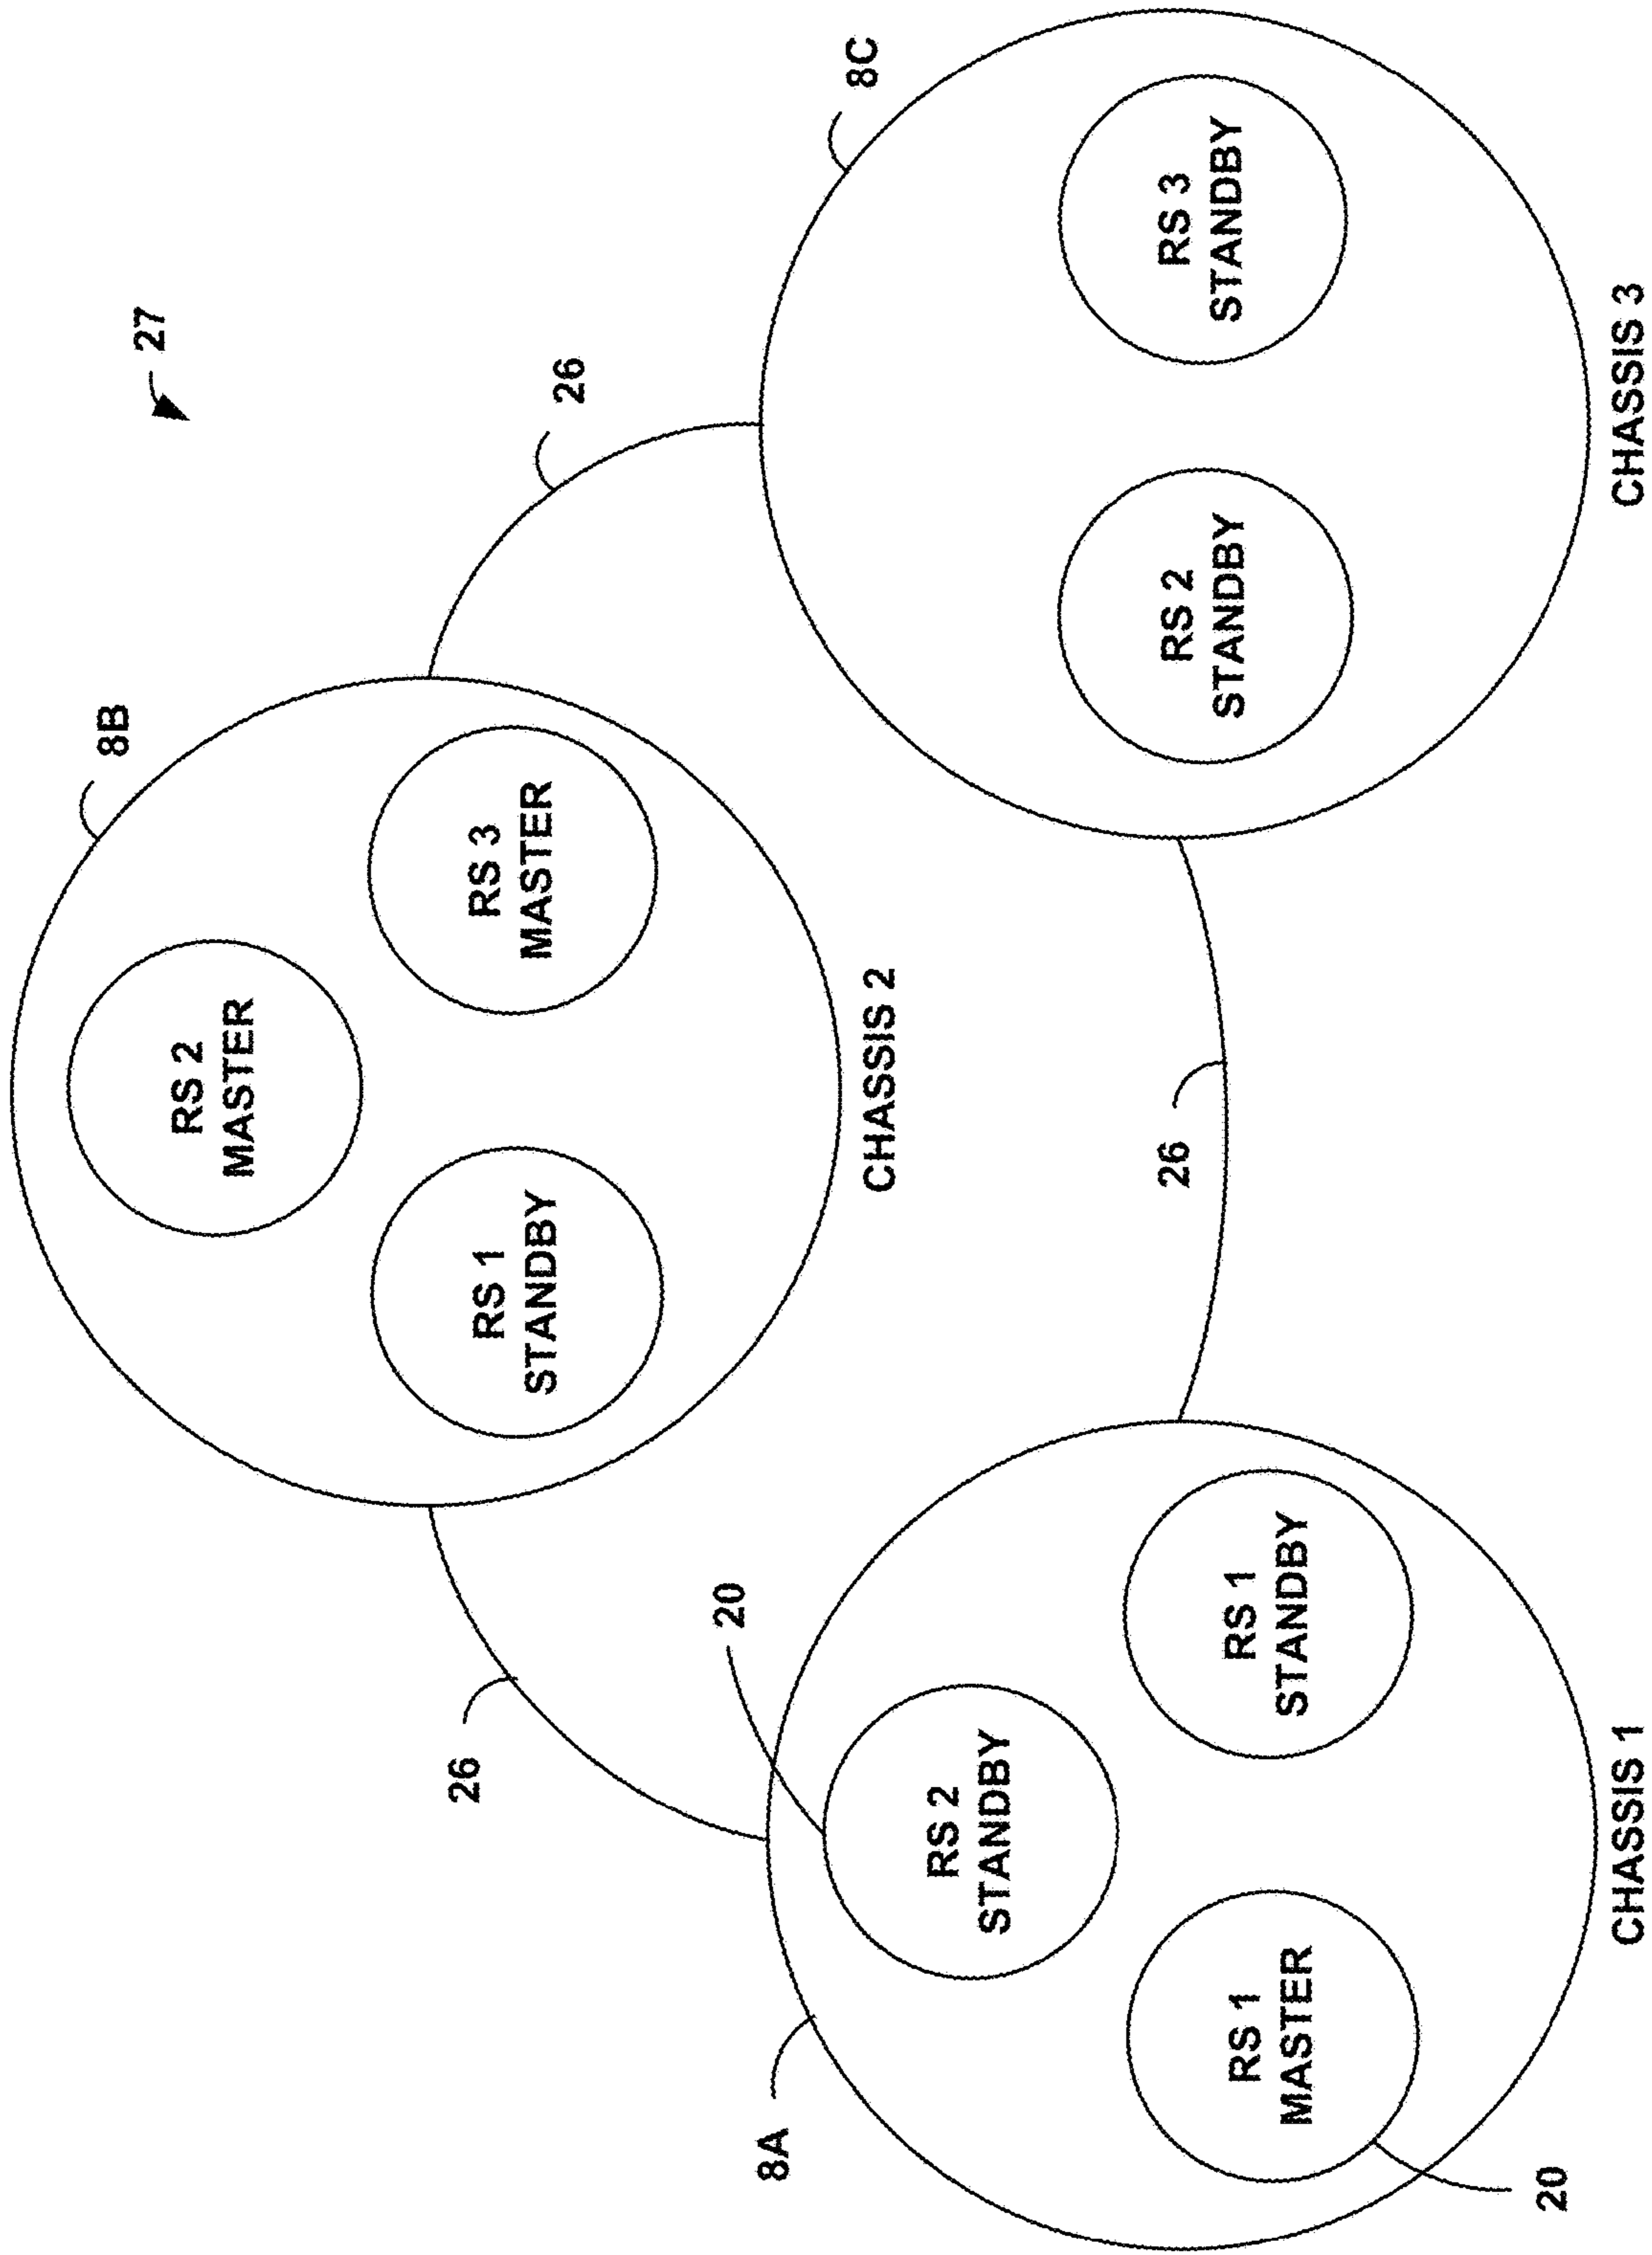 27
8B
RS 2
MASTER
RS 1
STANDBY
RS 3
MASTER
CHASSIS 2
26
26
8C
RS 2
STANDBY
RS 3
STANDBY
CHASSIS 3
26
20
8A
RS 2
STANDBY
RS 1
MASTER
RS 1
STANDBY
20
CHASSIS 1